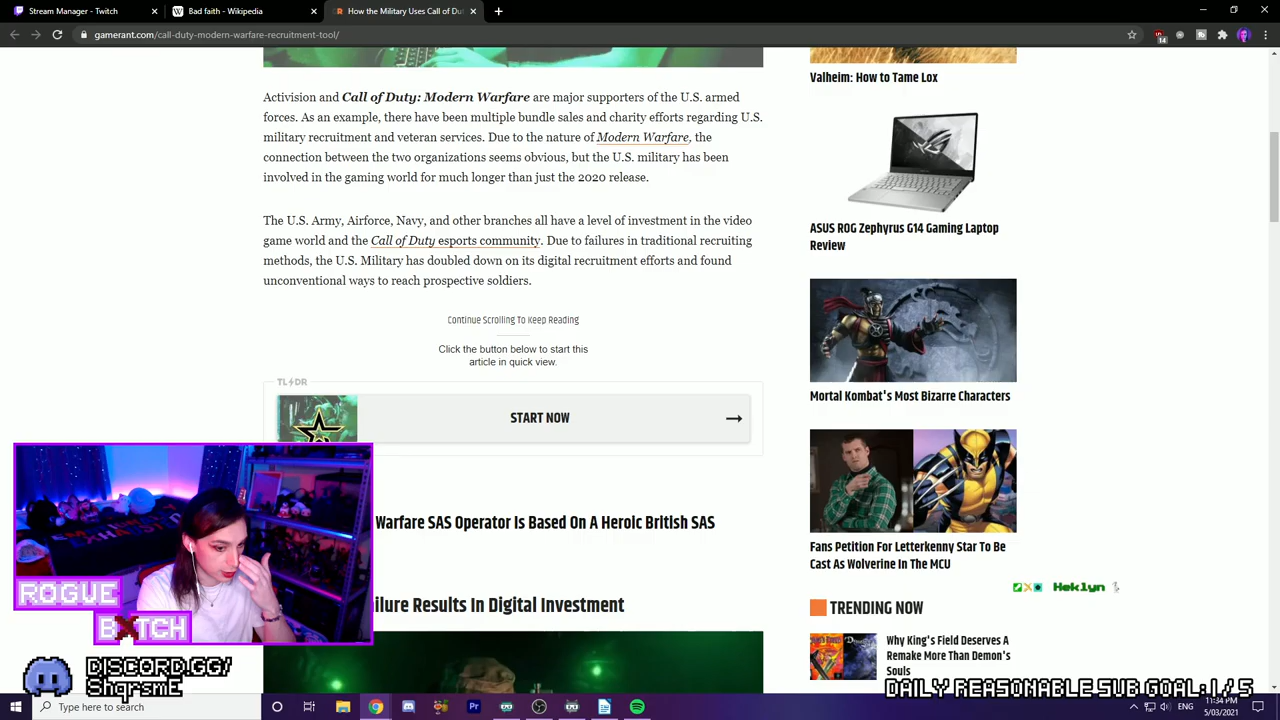 Stream Manager - Twitch
Bad faith - Wikipedia
How the Military Uses Call of Du
gamerant.com/call-duty-modern-warfare-recruitment-tool/
14
Activision and Call of Duty: Modern Warfare are major supporters of the U.S. armed
forces. As an example, there have been multiple bundle sales and charity efforts regarding U.S.
military recruitment and veteran services. Due to the nature of Modern Warfare, the
connection between the two organizations seems obvious, but the U.S. military has been
involved in the gaming world for much longer than just the 2020 release.
The U.S. Army, Airforce, Navy, and other branches all have a level of investment in the video
game world and the Call of Duty esports community. Due to failures in traditional recruiting
methods, the U.S. Military has doubled down on its digital recruitment efforts and found
unconventional ways to reach prospective soldiers.
Continue Scrolling To Keep Reading
Click the button below to start this
article in quick view.
TL DR
START NOW
Warfare SAS Operator Is Based On A Heroic British SAS
ilure Results In Digital Investment
Valheim: How to Tame Lox
ASUS ROG Zephyrus G14 Gaming Laptop
Review
Mortal Kombat's Most Bizarre Characters
Fans Petition For Letterkenny Star To Be
Cast As Wolverine In The MCU
Heklyn
TRENDING NOW
Why King's Field Deserves A
Remake More Than Demon's
Souls
ROGUE
B TCH
DISCORD.GG/
ShqrsmE
DAILY REASONABLE SUB GOAL: 1/5
Type here to search
11:34 PM
5/03/2021